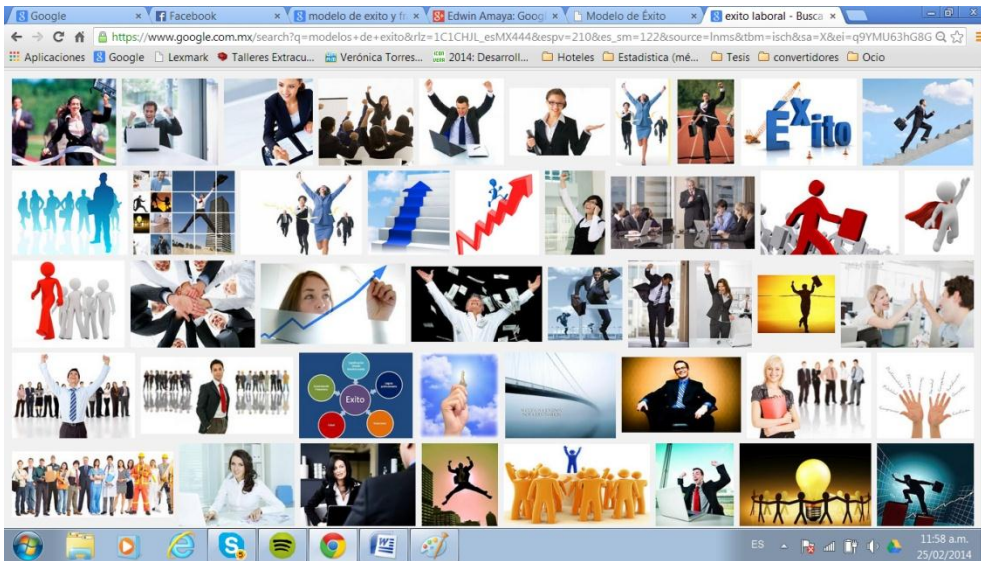 Google
Facebook
modelo de exito y fr
Edwin Amaya: Goog
Modelo de Éxito
exito laboral - Busca
https://www.google.com.mx/search?q=modelos+de+exito&rlz=1C1CHJL_esMX444&espv=210&es_sm=122&source=lnms&tbm=isch&sa=X&ei=q9YMU63hG8G
Aplicaciones
Google
Lexmark
Talleres Extracu...
Verónica Torres...
2014: Desarroll...
Hoteles
Estadistica (mé...
Tesis
convertidores
Ocio
Éxito
Exito
ES
11:58 a.m.
25/02/2014